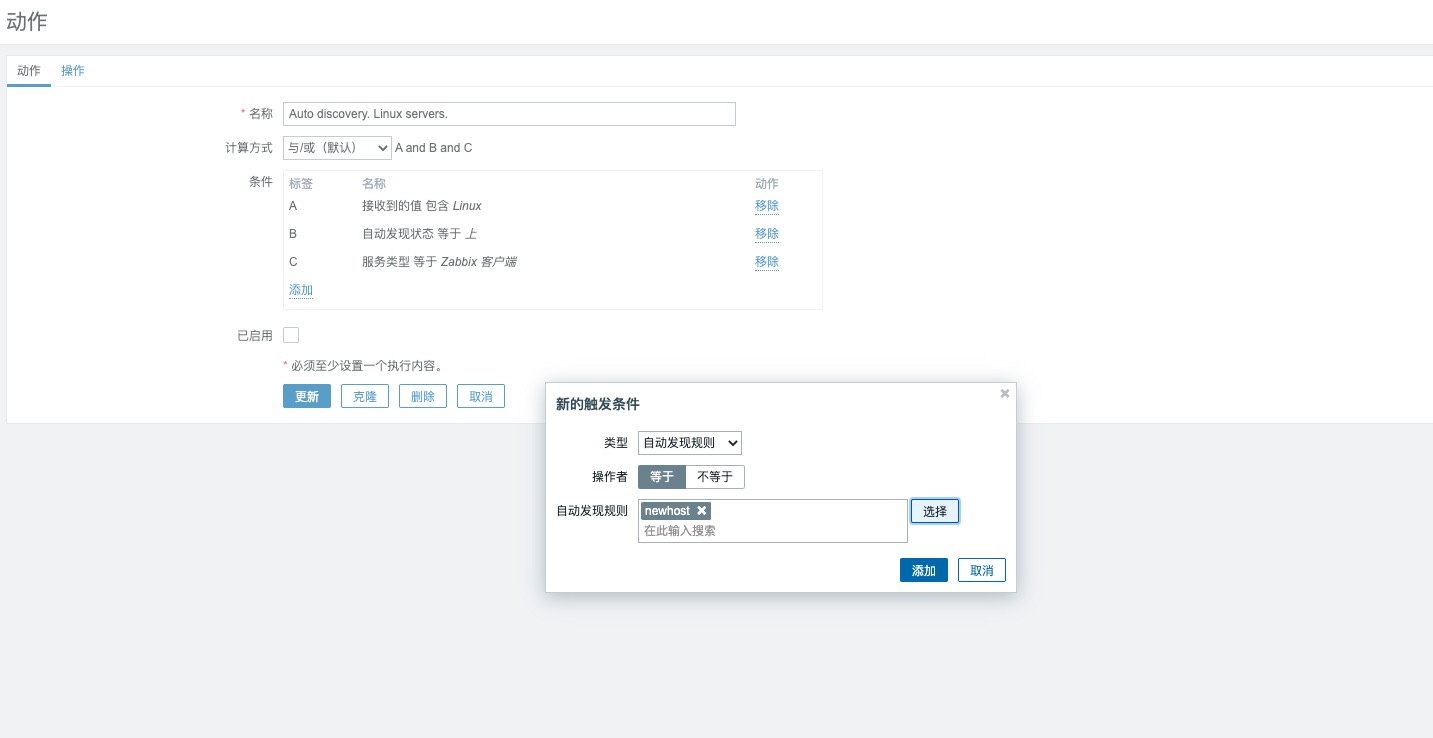 动作
动作 操作
* 名称 Auto discovery. Linux servers.
计算方式 与/或（默认） A and B and C
条件 标签 名称 动作
A 接收到的值 包含 Linux 移除
B 自动发现状态 等于 上 移除
C 服务类型 等于 Zabbix 客户端 移除
添加
已启用
* 必须至少设置一个执行内容。
更新 克隆 删除 取消
新的触发条件
类型 自动发现规则
操作者 等于 不等于
自动发现规则 newhost 选择
在此输入搜索
添加 取消